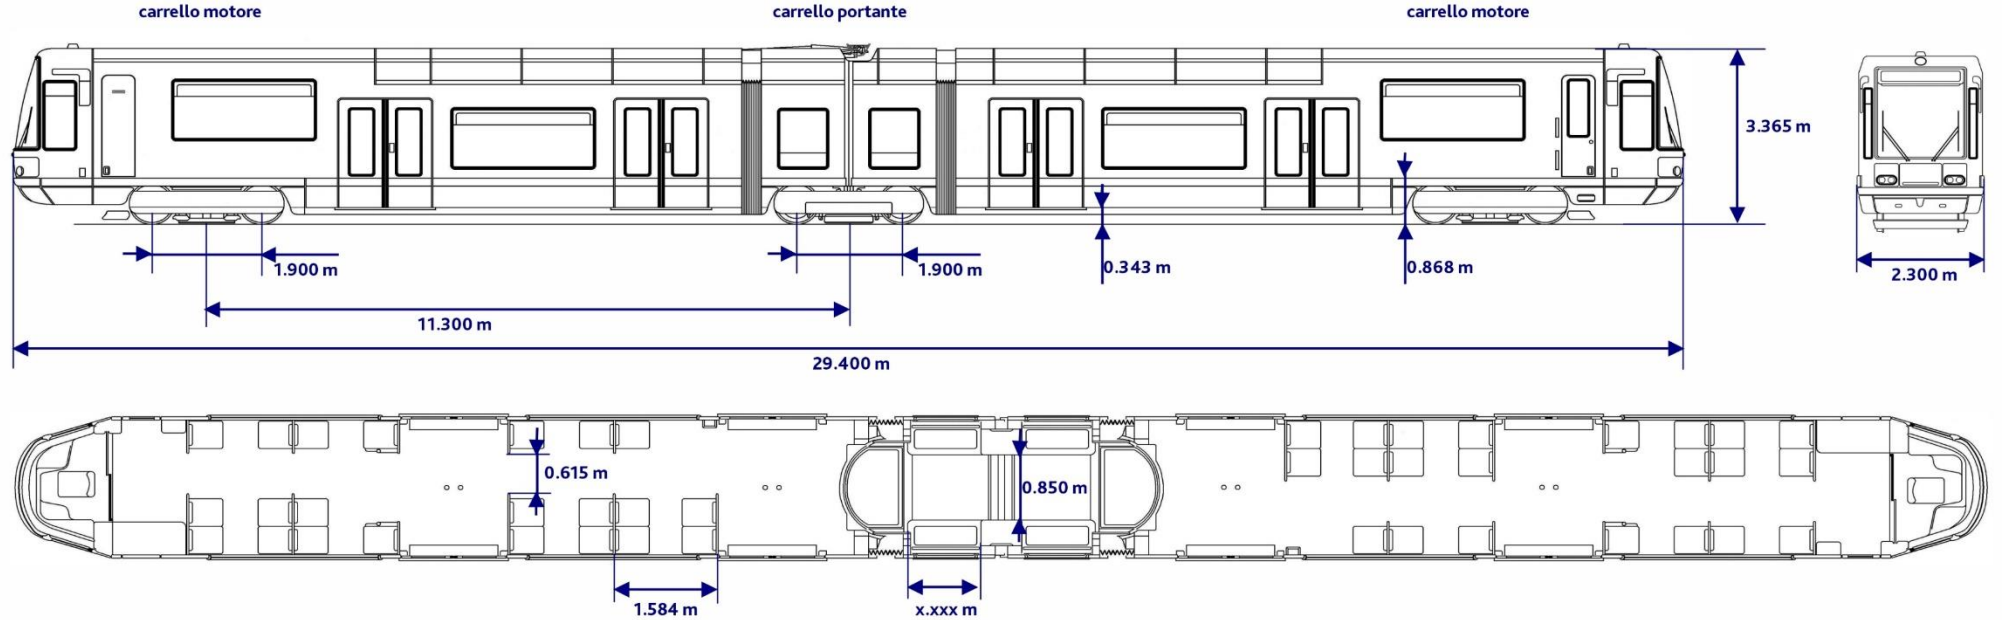 carrello motore
carrello portante
carrello motore
3.365 m
1.900 m
1.900 m
0.343 m
0.868 m
2.300 m
11.300 m
29.400 m
0.615 m
0.850 m
1.584 m
x.xxx m